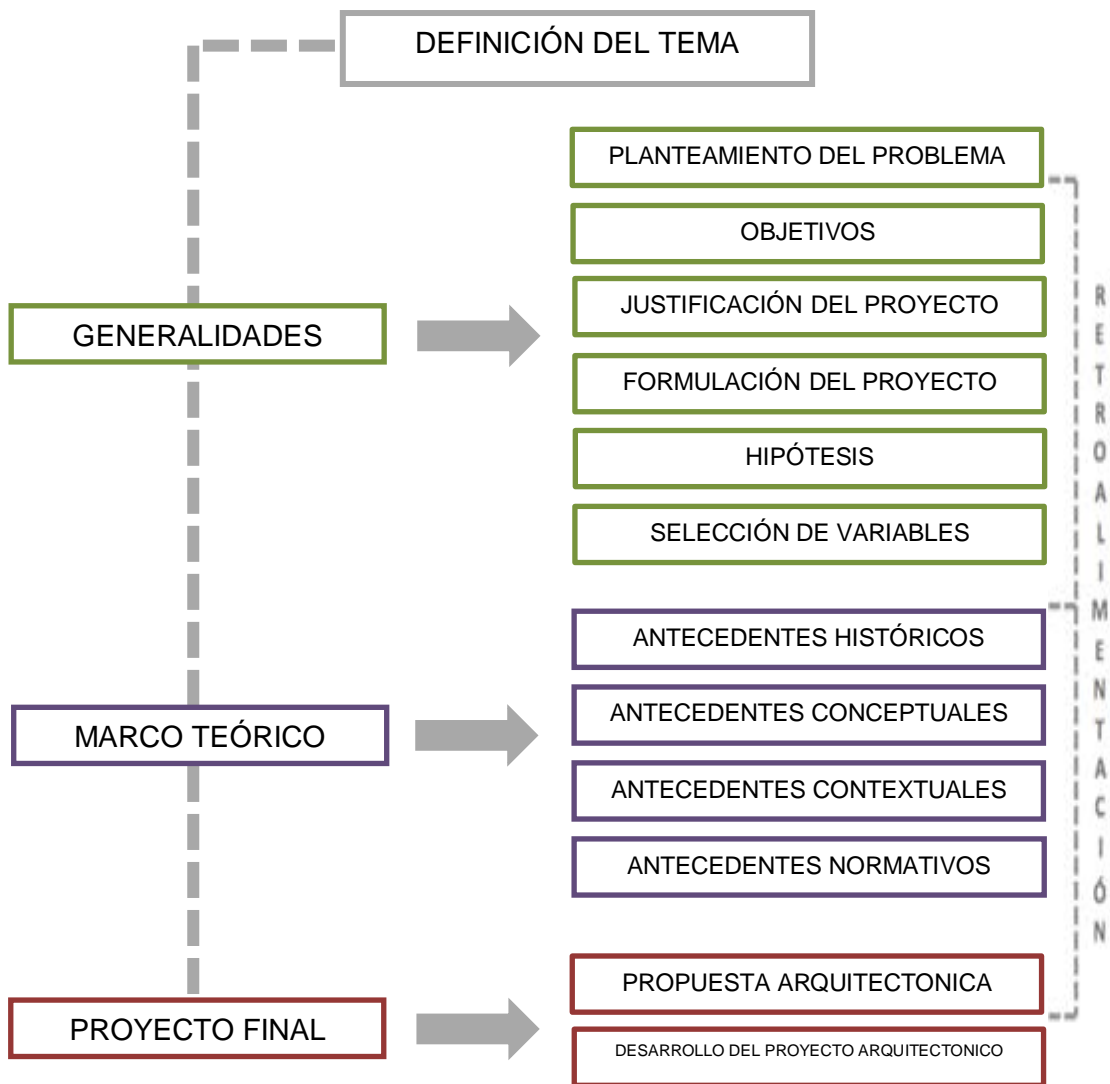 DEFINICIÓN DEL TEMA
GENERALIDADES
PLANTEAMIENTO DEL PROBLEMA
OBJETIVOS
JUSTIFICACIÓN DEL PROYECTO
FORMULACIÓN DEL PROYECTO
HIPÓTESIS
SELECCIÓN DE VARIABLES
MARCO TEÓRICO
ANTECEDENTES HISTÓRICOS
ANTECEDENTES CONCEPTUALES
ANTECEDENTES CONTEXTUALES
ANTECEDENTES NORMATIVOS
PROYECTO FINAL
PROPUESTA ARQUITECTONICA
DESARROLLO DEL PROYECTO ARQUITECTONICO
RETROALIMENTACIÓN